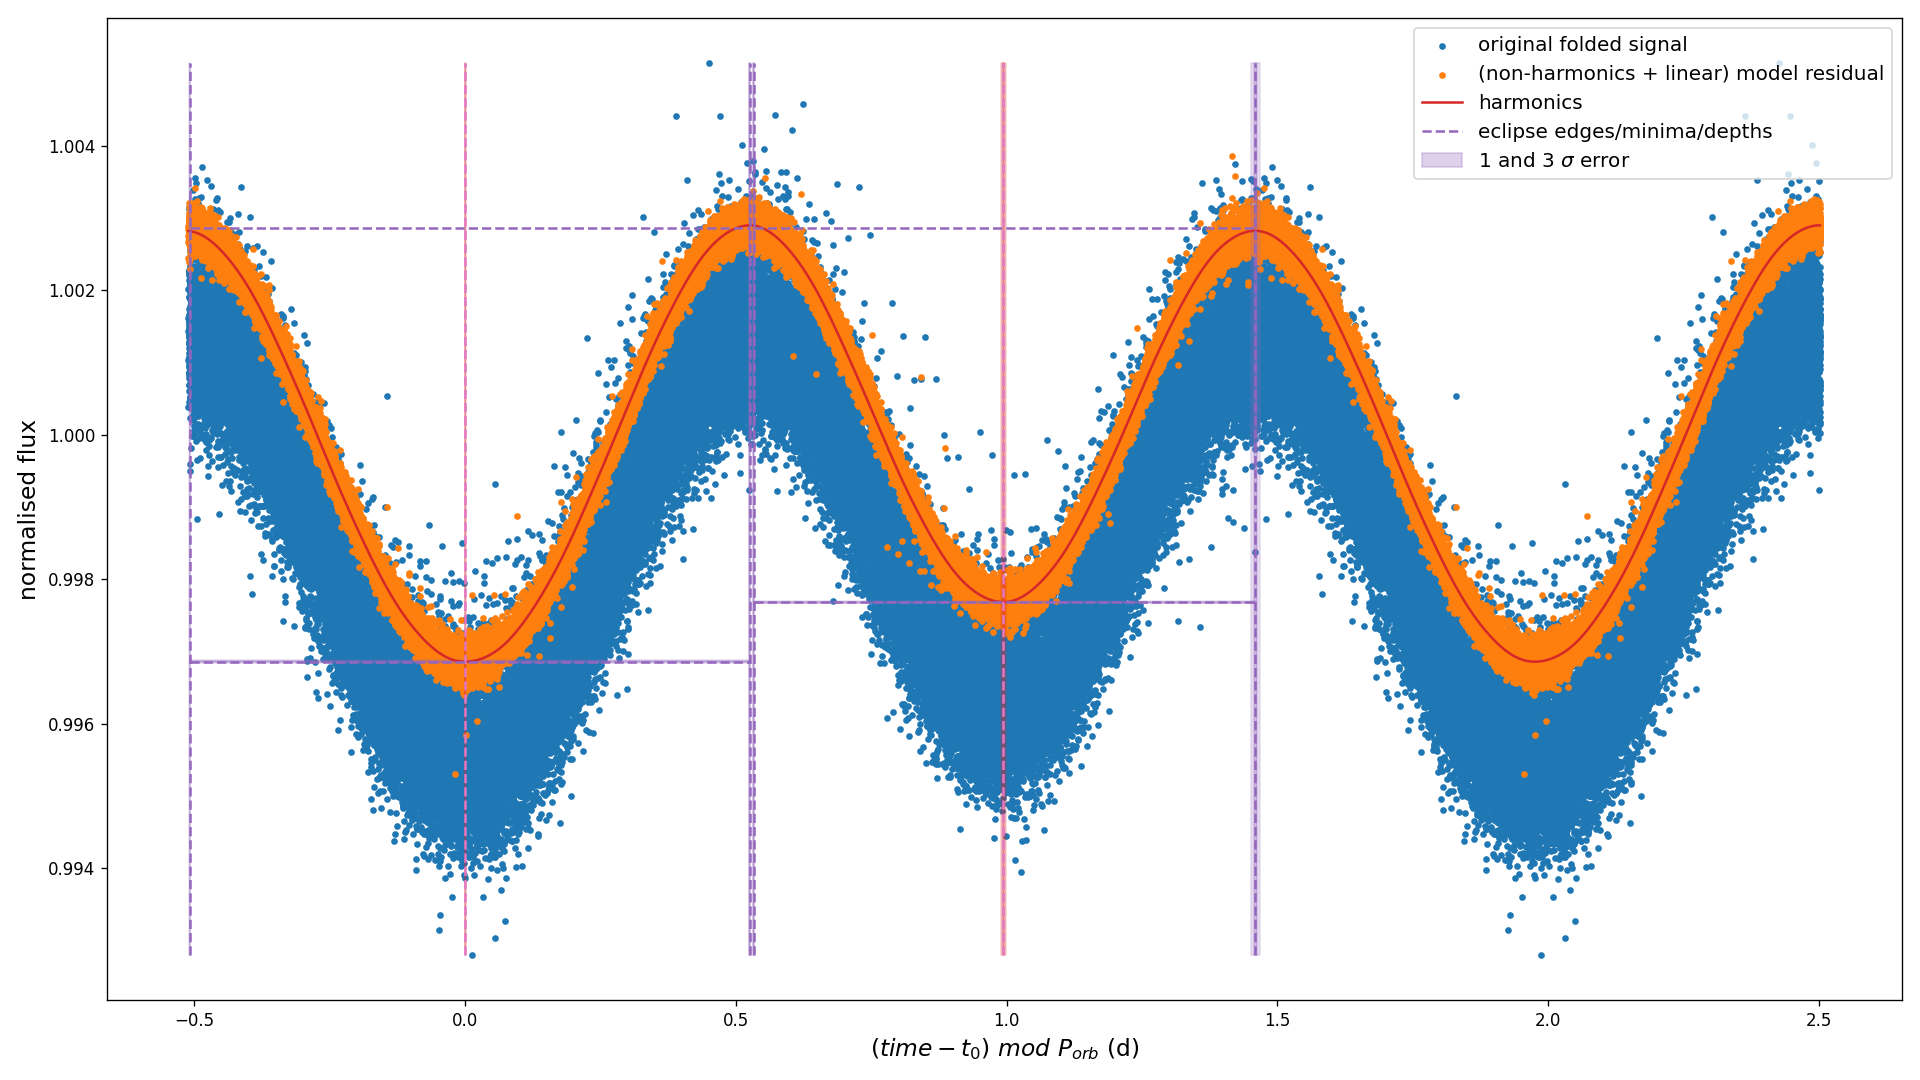 original folded signal
(non-harmonics + linear) model residual
harmonics
eclipse edges/minima/depths
1 and 3 σ error
normalised flux
1.004
1.002
1.000
0.998
0.996
0.994
−0.5 0.0 0.5 1.0 1.5 2.0 2.5
(time − t₀) mod Pₒᵣb (d)